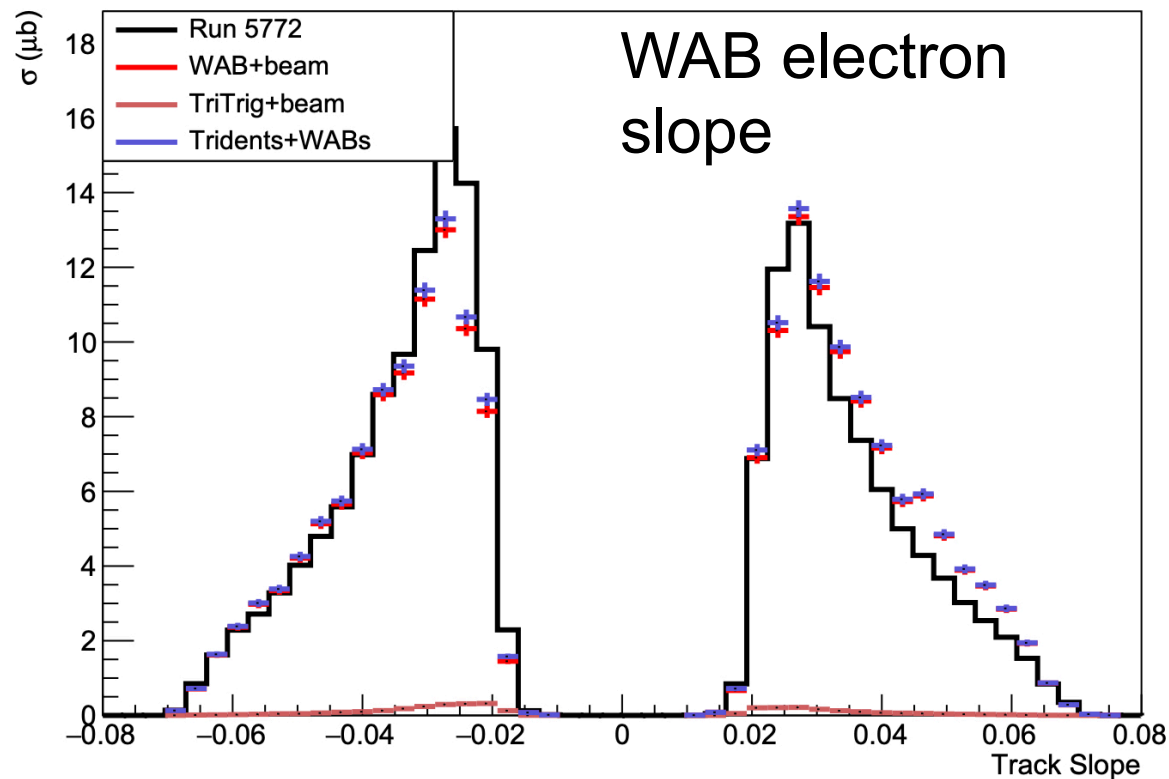 σ (μb)
18
16
14
12
10
8
6
4
2
0
Run 5772
WAB+beam
TriTrig+beam
Tridents+WABs
WAB electron
slope
−0.08 −0.06 −0.04 −0.02 0 0.02 0.04 0.06 0.08
Track Slope